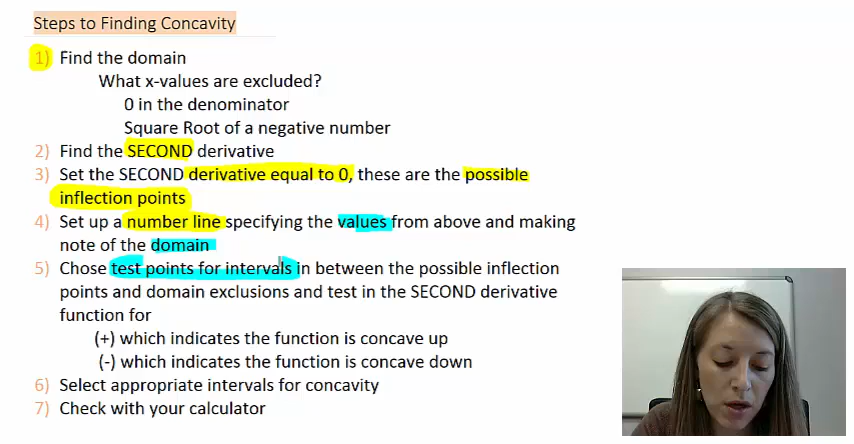 Steps to Finding Concavity
1) Find the domain
What x-values are excluded?
0 in the denominator
Square Root of a negative number
2) Find the SECOND derivative
3) Set the SECOND derivative equal to 0, these are the possible
inflection points
4) Set up a number line specifying the values from above and making
note of the domain
5) Chose test points for intervals in between the possible inflection
points and domain exclusions and test in the SECOND derivative
function for
(+) which indicates the function is concave up
(-) which indicates the function is concave down
6) Select appropriate intervals for concavity
7) Check with your calculator